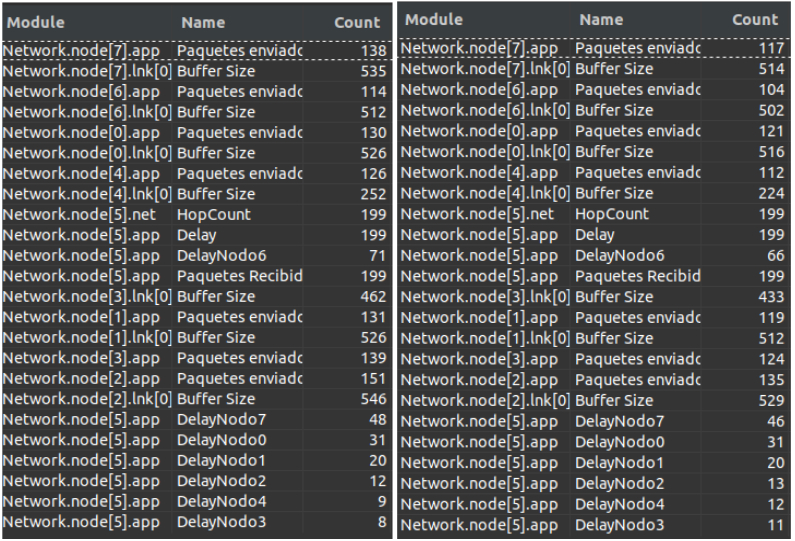 Module Name Count
Network.node[7].app Paquetes enviadc 138
Network.node[7].lnk[0] Buffer Size 535
Network.node[6].app Paquetes enviadc 114
Network.node[6].lnk[0] Buffer Size 512
Network.node[0].app Paquetes enviadc 130
Network.node[0].lnk[0] Buffer Size 526
Network.node[4].app Paquetes enviadc 126
Network.node[4].lnk[0] Buffer Size 252
Network.node[5].net HopCount 199
Network.node[5].app Delay 199
Network.node[5].app DelayNodo6 71
Network.node[5].app Paquetes Recibid 199
Network.node[3].lnk[0] Buffer Size 462
Network.node[1].app Paquetes enviadc 131
Network.node[1].lnk[0] Buffer Size 526
Network.node[3].app Paquetes enviadc 139
Network.node[2].app Paquetes enviadc 151
Network.node[2].lnk[0] Buffer Size 546
Network.node[5].app DelayNodo7 48
Network.node[5].app DelayNodo0 31
Network.node[5].app DelayNodo1 20
Network.node[5].app DelayNodo2 12
Network.node[5].app DelayNodo4 9
Network.node[5].app DelayNodo3 8
Module Name Count
Network.node[7].app Paquetes enviadc 117
Network.node[7].lnk[0] Buffer Size 514
Network.node[6].app Paquetes enviadc 104
Network.node[6].lnk[0] Buffer Size 502
Network.node[0].app Paquetes enviadc 121
Network.node[0].lnk[0] Buffer Size 516
Network.node[4].app Paquetes enviadc 112
Network.node[4].lnk[0] Buffer Size 224
Network.node[5].net HopCount 199
Network.node[5].app Delay 199
Network.node[5].app DelayNodo6 66
Network.node[5].app Paquetes Recibid 199
Network.node[3].lnk[0] Buffer Size 433
Network.node[1].app Paquetes enviadc 119
Network.node[1].lnk[0] Buffer Size 512
Network.node[3].app Paquetes enviadc 124
Network.node[2].app Paquetes enviadc 135
Network.node[2].lnk[0] Buffer Size 529
Network.node[5].app DelayNodo7 46
Network.node[5].app DelayNodo0 31
Network.node[5].app DelayNodo1 20
Network.node[5].app DelayNodo2 13
Network.node[5].app DelayNodo4 12
Network.node[5].app DelayNodo3 11